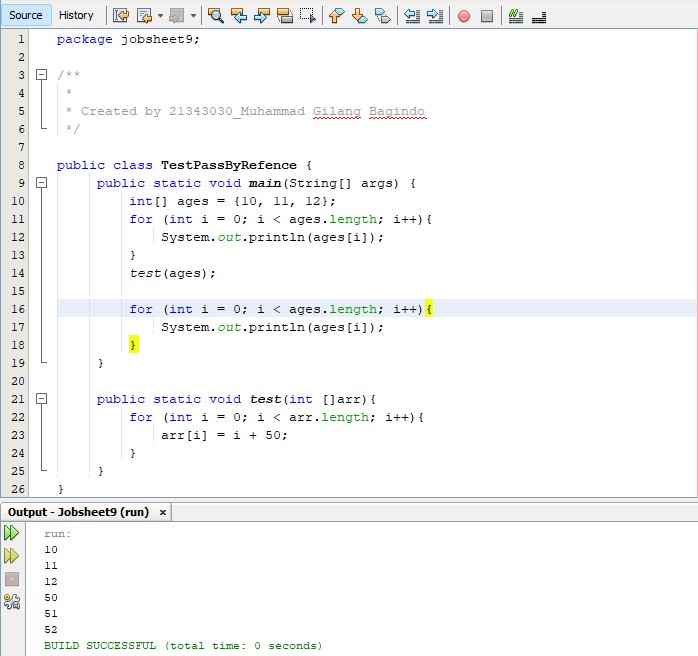 Source History
1 package jobsheet9;
2
3 /**
4 *
5 * Created by 21343030_Muhammad Gilang Bagindo
6 */
7
8 public class TestPassByRefence {
9 public static void main(String[] args) {
10 int[] ages = {10, 11, 12};
11 for (int i = 0; i < ages.length; i++){
12 System.out.println(ages[i]);
13 }
14 test(ages);
15
16 for (int i = 0; i < ages.length; i++){
17 System.out.println(ages[i]);
18 }
19 }
20
21 public static void test(int []arr){
22 for (int i = 0; i < arr.length; i++){
23 arr[i] = i + 50;
24 }
25 }
26 }
Output - Jobsheet9 (run) ×
run:
10
11
12
50
51
52
BUILD SUCCESSFUL (total time: 0 seconds)